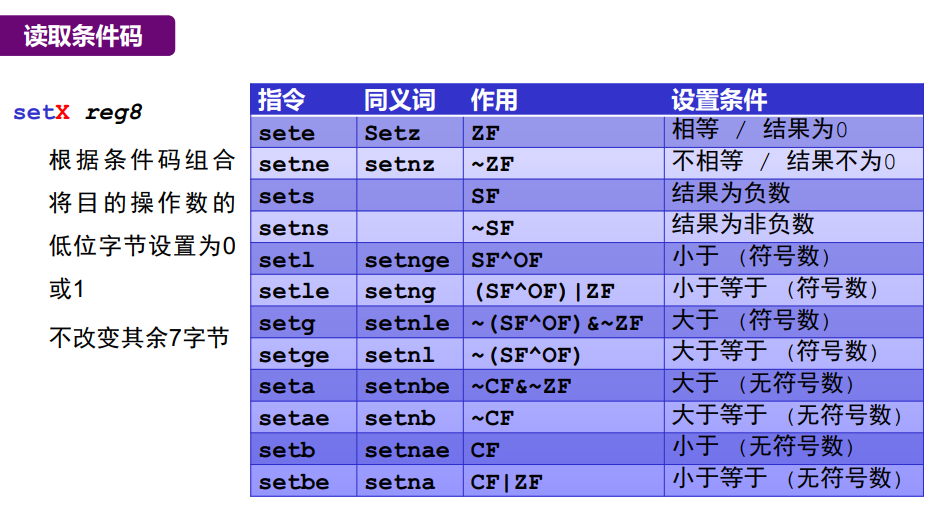 读取条件码
setX reg8
根据条件码组合
将目的操作数的
低位字节设置为0
或1
不改变其余7字节
指令 同义词 作用 设置条件
sete Setz ZF 相等 / 结果为0
setne setnz ~ZF 不相等 / 结果不为0
sets SF 结果为负数
setns ~SF 结果为非负数
setl setnge SF^OF 小于 (符号数)
setle setng (SF^OF)|ZF 小于等于 (符号数)
setg setnle ~(SF^OF)&~ZF 大于 (符号数)
setge setnl ~(SF^OF) 大于等于 (符号数)
seta setnbe ~CF&~ZF 大于 (无符号数)
setae setnb ~CF 大于等于 (无符号数)
setb setnae CF 小于 (无符号数)
setbe setna CF|ZF 小于等于 (无符号数)